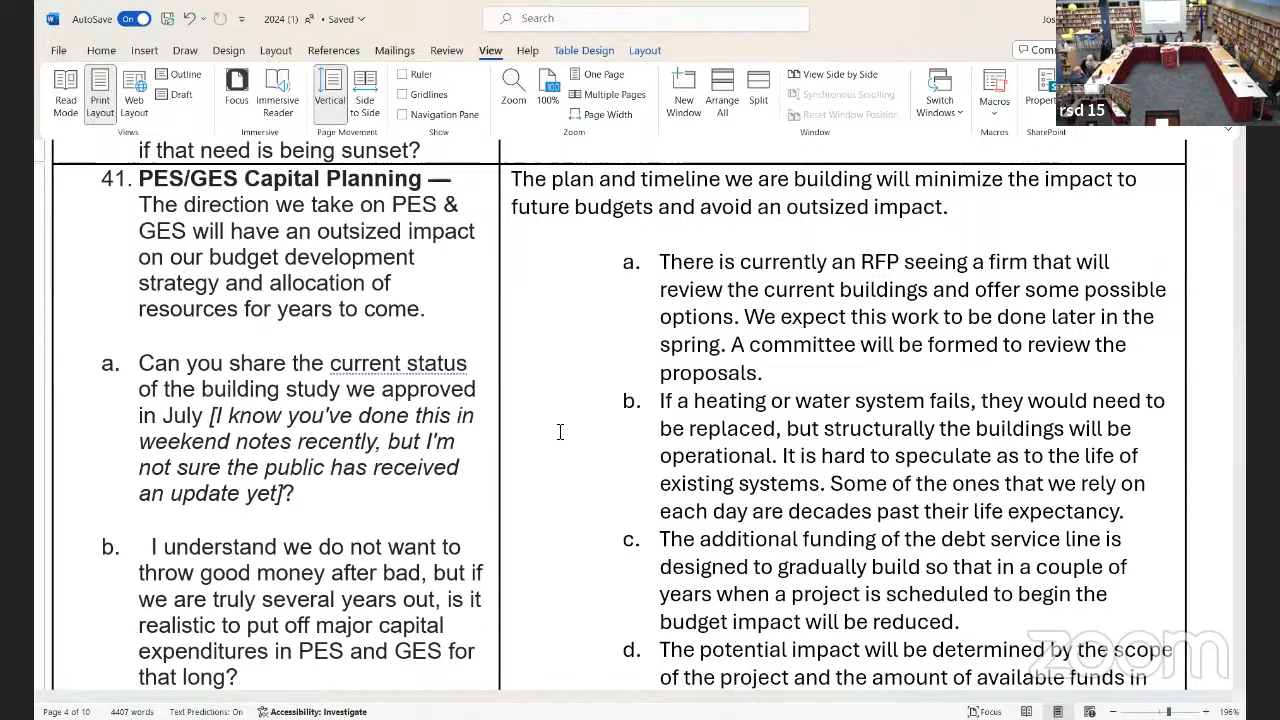 AutoSave
On
2024 (1)
• Saved
Search
Jos
File
Home
Insert
Draw
Design
Layout
References
Mailings
Review
View
Help
Table Design
Layout
Comm
Read Mode
Print Layout
Web Layout
Outline
Draft
Views
Focus
Immersive Reader
Immersive
Vertical
Side to Side
Page Movement
Ruler
Gridlines
Navigation Pane
Show
Zoom
100%
One Page
Multiple Pages
Page Width
Zoom
New Window
Arrange All
Split
View Side by Side
Synchronous Scrolling
Reset Window Position
Window
Switch Windows
Macros
Macros
Propert
SharePoint
rsd 15
if that need is being sunset?
41. PES/GES Capital Planning —
The direction we take on PES &
GES will have an outsized impact
on our budget development
strategy and allocation of
resources for years to come.
a. Can you share the current status
of the building study we approved
in July [I know you've done this in
weekend notes recently, but I'm
not sure the public has received
an update yet]?
b. I understand we do not want to
throw good money after bad, but if
we are truly several years out, is it
realistic to put off major capital
expenditures in PES and GES for
that long?
The plan and timeline we are building will minimize the impact to
future budgets and avoid an outsized impact.
a. There is currently an RFP seeing a firm that will
review the current buildings and offer some possible
options. We expect this work to be done later in the
spring. A committee will be formed to review the
proposals.
b. If a heating or water system fails, they would need to
be replaced, but structurally the buildings will be
operational. It is hard to speculate as to the life of
existing systems. Some of the ones that we rely on
each day are decades past their life expectancy.
c. The additional funding of the debt service line is
designed to gradually build so that in a couple of
years when a project is scheduled to begin the
budget impact will be reduced.
d. The potential impact will be determined by the scope
of the project and the amount of available funds in
zoom
Page 4 of 10
4407 words
Text Predictions: On
Accessibility: Investigate
Focus
196%